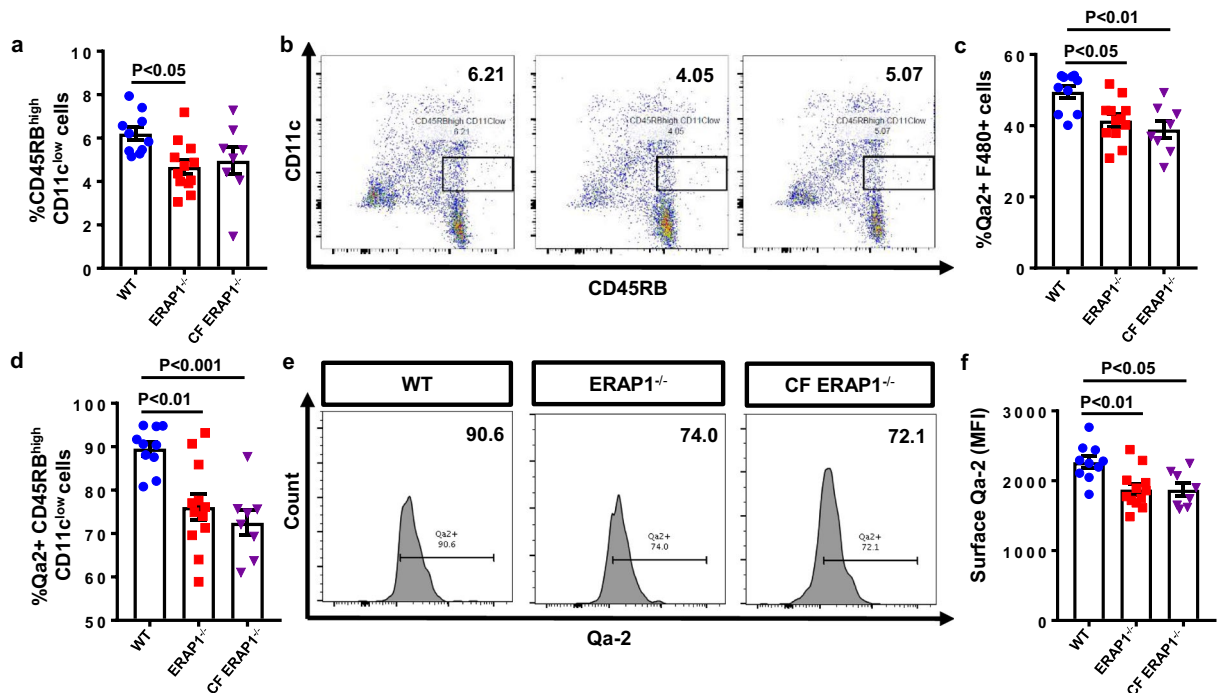 a
P<0.05
10
8
6
4
2
0
%CD45RBhigh
CD11clow cells
WT
ERAP1-/-
CF ERAP1-/-
b
6.21
4.05
5.07
CD45RBhigh CD11Clow
6.21
CD45RBhigh CD11Clow
4.05
CD45RBhigh CD11Clow
5.07
CD11c
CD45RB
c
P<0.01
P<0.05
60
40
20
0
%Qa2+ F480+ cells
WT
ERAP1-/-
CF ERAP1-/-
d
P<0.001
P<0.01
100
90
80
70
60
50
%Qa2+ CD45RBhigh
CD11clow cells
WT
ERAP1-/-
CF ERAP1-/-
e
WT
ERAP1-/-
CF ERAP1-/-
90.6
74.0
72.1
Qa2+
90.6
Qa2+
74.0
Qa2+
72.1
Count
Qa-2
f
P<0.05
P<0.01
3000
2000
1000
0
Surface Qa-2 (MFI)
WT
ERAP1-/-
CF ERAP1-/-